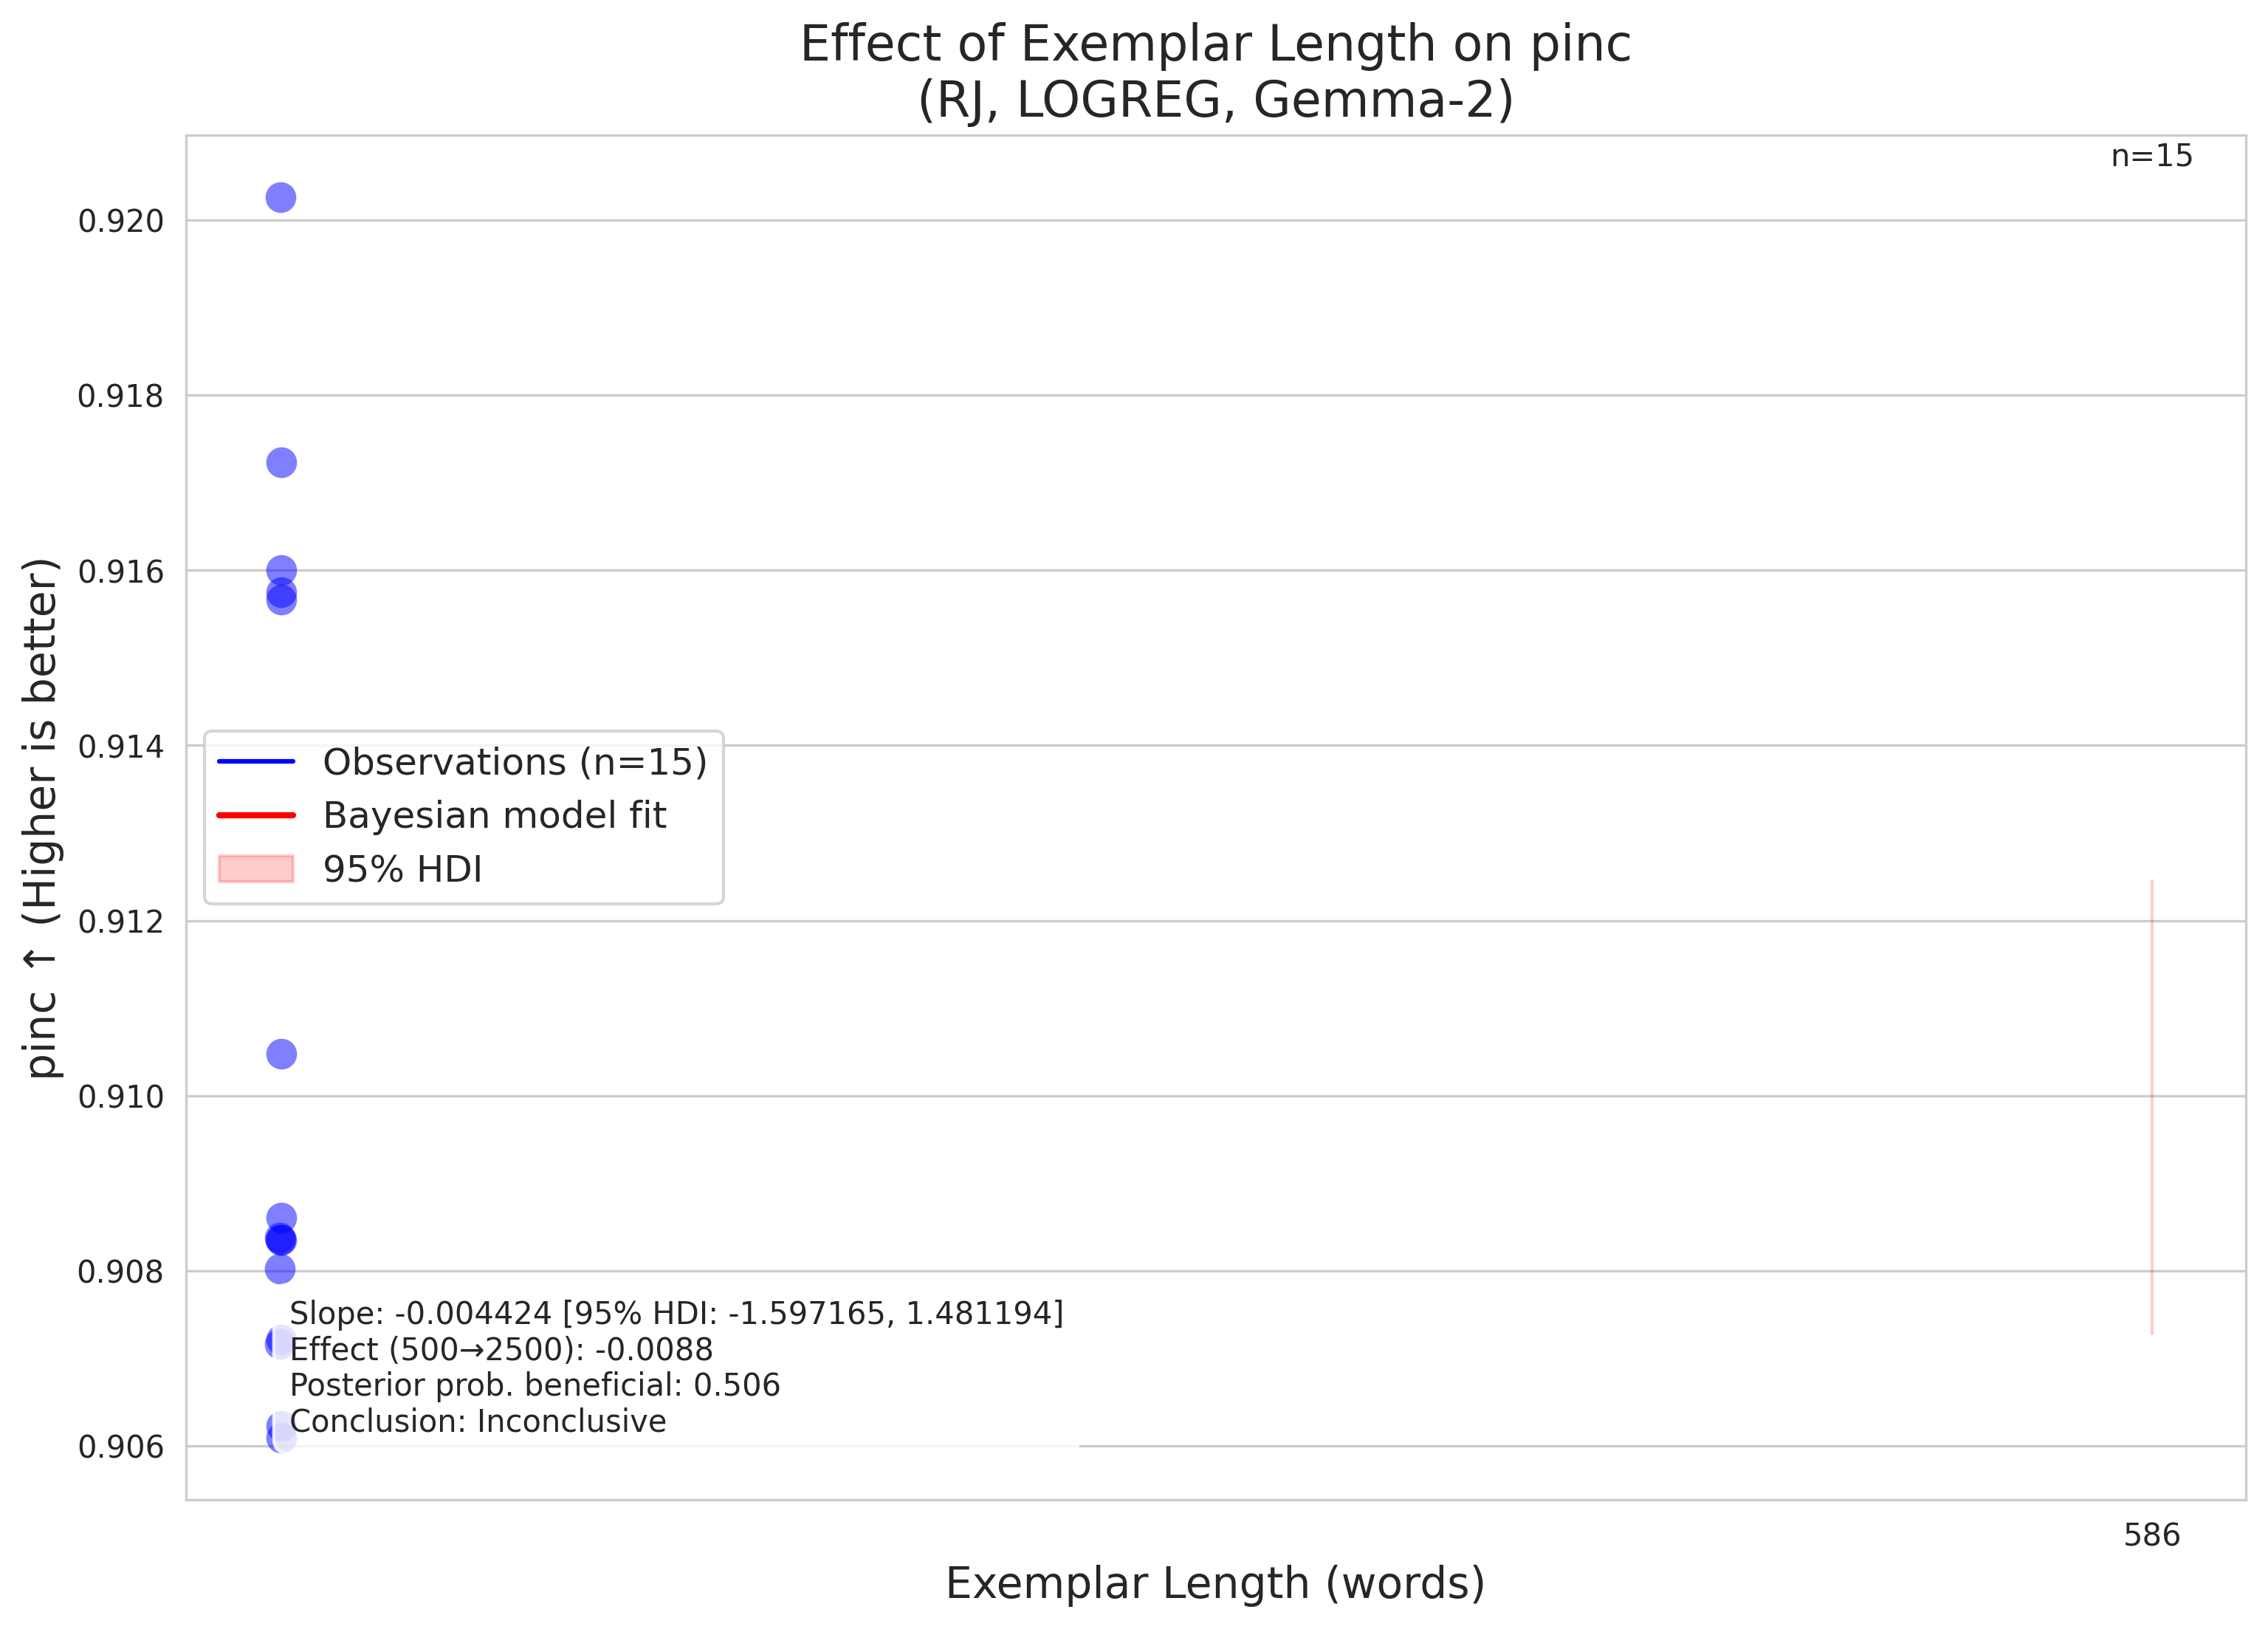 Effect of Exemplar Length on pinc
(RJ, LOGREG, Gemma-2)
n=15
0.920
0.918
0.916
0.914
0.912
0.910
0.908
0.906
pinc ↑ (Higher is better)
Observations (n=15)
Bayesian model fit
95% HDI
Slope: -0.004424 [95% HDI: -1.597165, 1.481194]
Effect (500→2500): -0.0088
Posterior prob. beneficial: 0.506
Conclusion: Inconclusive
586
Exemplar Length (words)